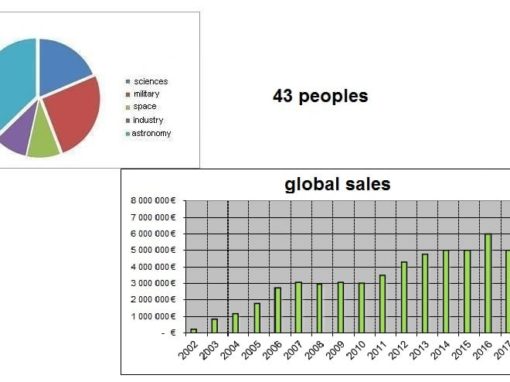 sciences
military
space
industry
astronomy
43 peoples
global sales
8 000 000 €
7 000 000 €
6 000 000 €
5 000 000 €
4 000 000 €
3 000 000 €
2 000 000 €
1 000 000 €
- €
2002 2003 2004 2005 2006 2007 2008 2009 2010 2011 2012 2013 2014 2015 2016 2017